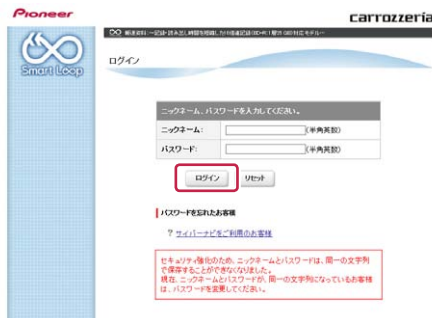 Pioneer
carrozzeria
Smart Loop
ログイン
ニックネーム、パスワードを入力してください。
ニックネーム:
(半角英数)
パスワード:
(半角英数)
ログイン
リセット
パスワードを忘れたお客様
? サイバーナビをご利用のお客様
セキュリティ強化のため、ニックネームとパスワードは、同一の文字列
で保存することができなくなりました。
現在、ニックネームとパスワードが、同一の文字列になっているお客様
は、パスワードを変更してください。